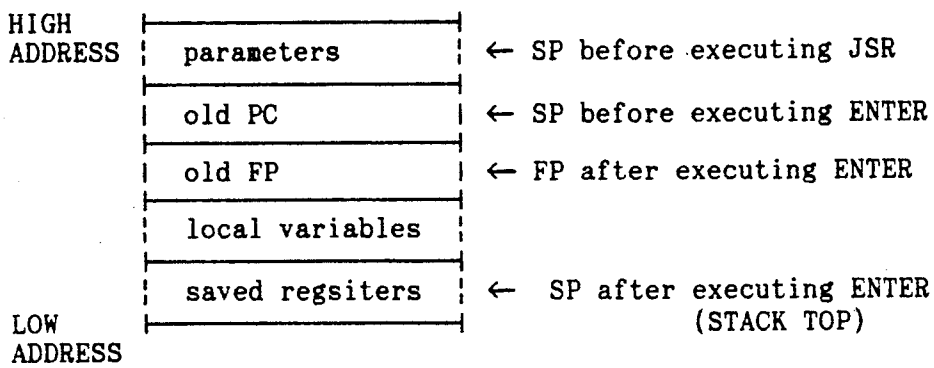 HIGH
ADDRESS parameters ← SP before executing JSR
old PC ← SP before executing ENTER
old FP ← FP after executing ENTER
local variables
saved regsiters ← SP after executing ENTER
LOW (STACK TOP)
ADDRESS